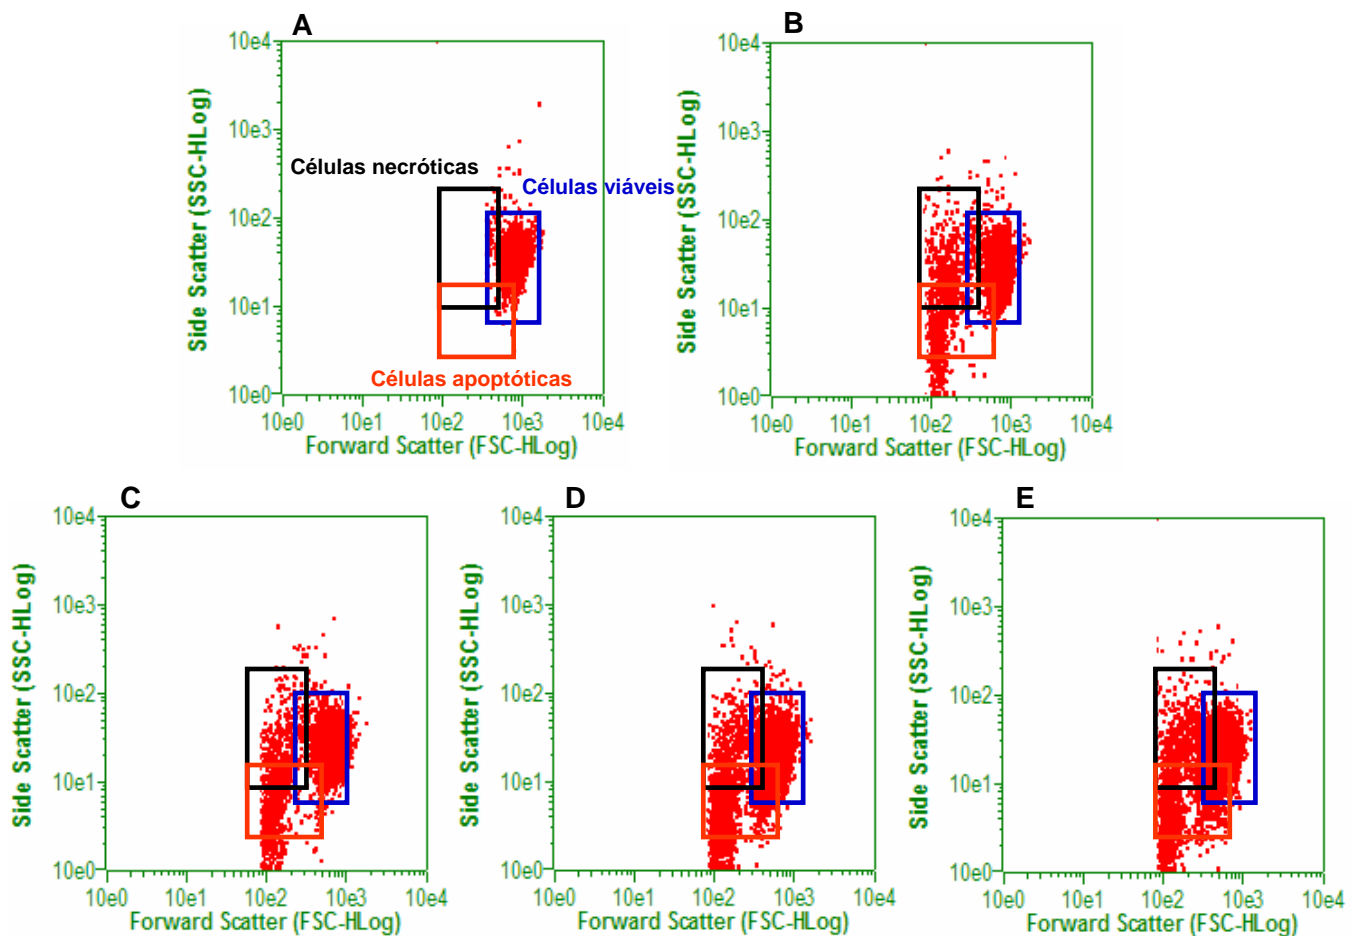 A
10e4
10e3
10e2
10e1
10e0
Side Scatter (SSC-HLog)
Células necróticas
Células viáveis
Células apoptóticas
10e0 10e1 10e2 10e3 10e4
Forward Scatter (FSC-HLog)
B
10e4
10e3
10e2
10e1
10e0
Side Scatter (SSC-HLog)
10e0 10e1 10e2 10e3 10e4
Forward Scatter (FSC-HLog)
C
10e4
10e3
10e2
10e1
10e0
Side Scatter (SSC-HLog)
10e0 10e1 10e2 10e3 10e4
Forward Scatter (FSC-HLog)
D
10e4
10e3
10e2
10e1
10e0
Side Scatter (SSC-HLog)
10e0 10e1 10e2 10e3 10e4
Forward Scatter (FSC-HLog)
E
10e4
10e3
10e2
10e1
10e0
Side Scatter (SSC-HLog)
10e0 10e1 10e2 10e3 10e4
Forward Scatter (FSC-HLog)